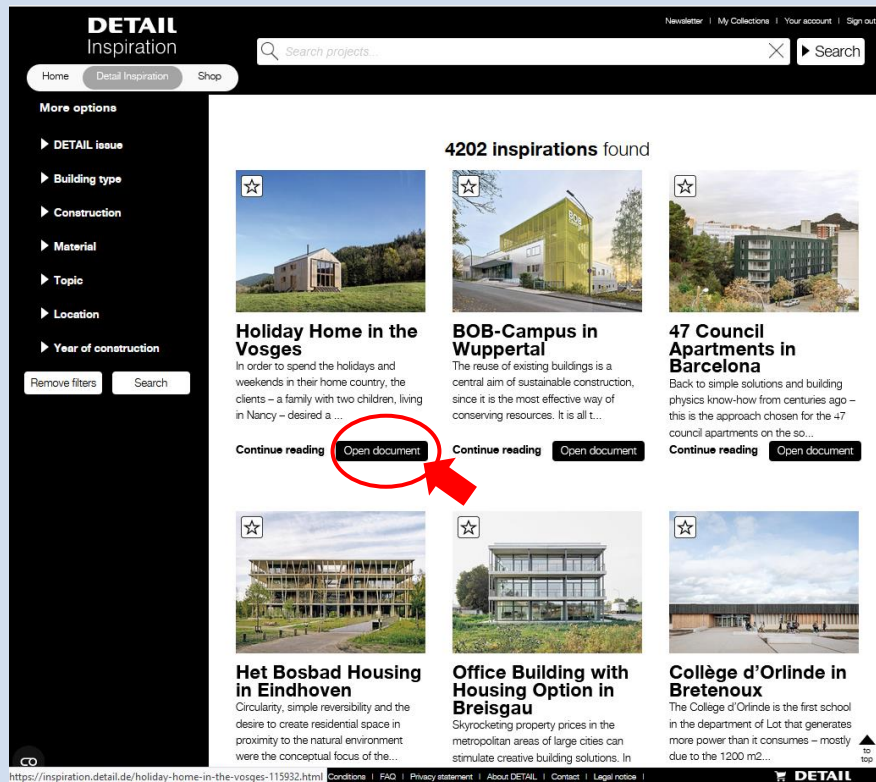 DETAIL
Inspiration
Newsletter | My Collections | Your account | Sign out
Search projects...
Search
Home Detail Inspiration Shop
More options
DETAIL issue
Building type
Construction
Material
Topic
Location
Year of construction
Remove filters Search
4202 inspirations found
BOB
Holiday Home in the
Vosges
In order to spend the holidays and
weekends in their home country, the
clients – a family with two children, living
in Nancy – desired a ...
Continue reading Open document
BOB-Campus in
Wuppertal
The reuse of existing buildings is a
central aim of sustainable construction,
since it is the most effective way of
conserving resources. It is all t...
Continue reading Open document
47 Council
Apartments in
Barcelona
Back to simple solutions and building
physics know-how from centuries ago –
this is the approach chosen for the 47
council apartments on the so...
Continue reading Open document
Het Bosbad Housing
in Eindhoven
Circularity, simple reversibility and the
desire to create residential space in
proximity to the natural environment
were the conceptual focus of the...
Office Building with
Housing Option in
Breisgau
Skyrocketing property prices in the
metropolitan areas of large cities can
stimulate creative building solutions. In
Collège d’Orlinde in
Bretenoux
The Collège d’Orlinde is the first school
in the department of Lot that generates
more power than it consumes – mostly
due to the 1200 m2...
to
top
https://inspiration.detail.de/holiday-home-in-the-vosges-115932.html Conditions | FAQ | Privacy statement | About DETAIL | Contact | Legal notice |
DETAIL